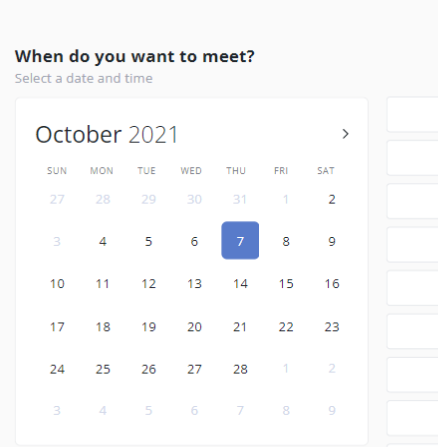 When do you want to meet?
Select a date and time
October 2021 >
SUN MON TUE WED THU FRI SAT
27 28 29 30 31 1 2
3 4 5 6 7 8 9
10 11 12 13 14 15 16
17 18 19 20 21 22 23
24 25 26 27 28 1 2
3 4 5 6 7 8 9